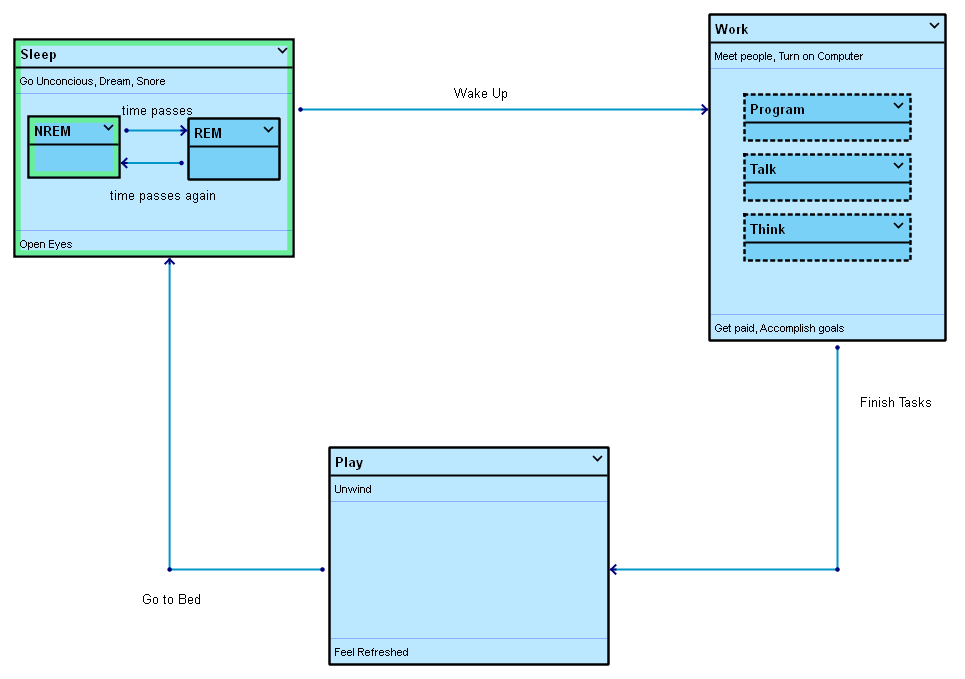 Sleep
Go Unconcious, Dream, Snore
time passes
NREM
REM
time passes again
Open Eyes
Wake Up
Work
Meet people, Turn on Computer
Program
Talk
Think
Get paid, Accomplish goals
Finish Tasks
Play
Unwind
Feel Refreshed
Go to Bed